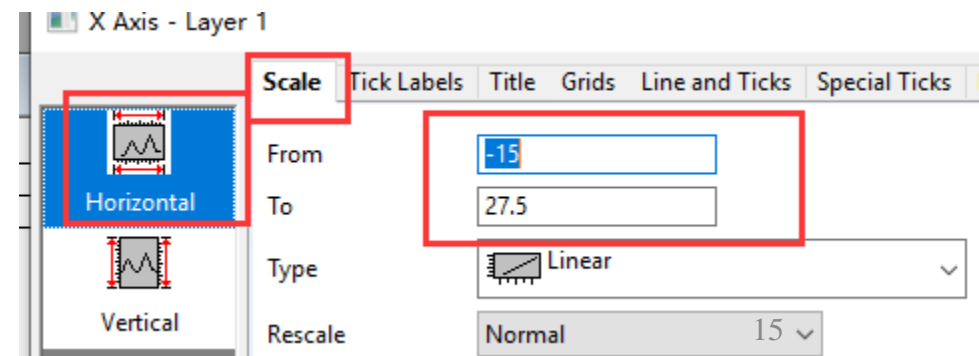 X Axis - Layer 1
Scale Tick Labels Title Grids Line and Ticks Special Ticks
Horizontal
Vertical
From -15
To 27.5
Type Linear
Rescale Normal 15